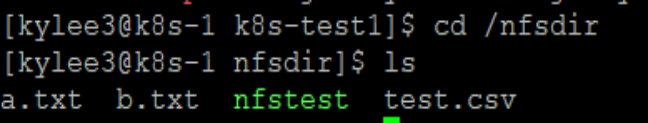 [kylee3@k8s-1 k8s-test1]$ cd /nfsdir
[kylee3@k8s-1 nfsdir]$ ls
a.txt  b.txt  nfstest  test.csv